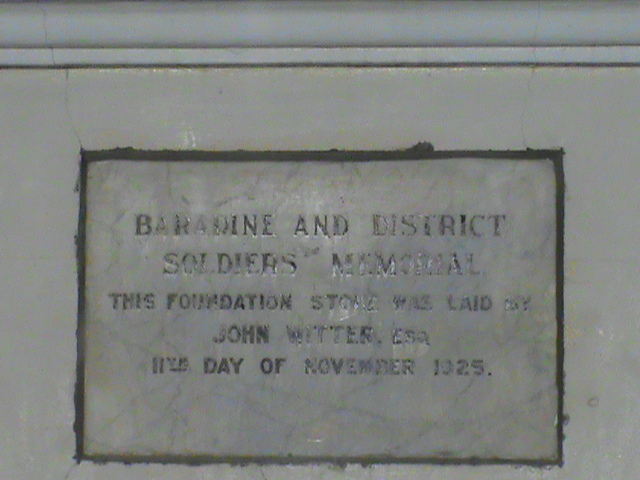 BARADINE AND DISTRICT
SOLDIERS' MEMORIAL
THIS FOUNDATION STONE WAS LAID BY
JOHN WITTER, ESQ
11TH DAY OF NOVEMBER 1925.